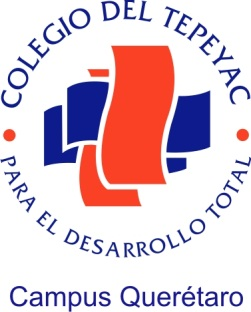 COLEGIO DEL TEPEYAC
• PARA EL DESARROLLO TOTAL •
Campus Querétaro